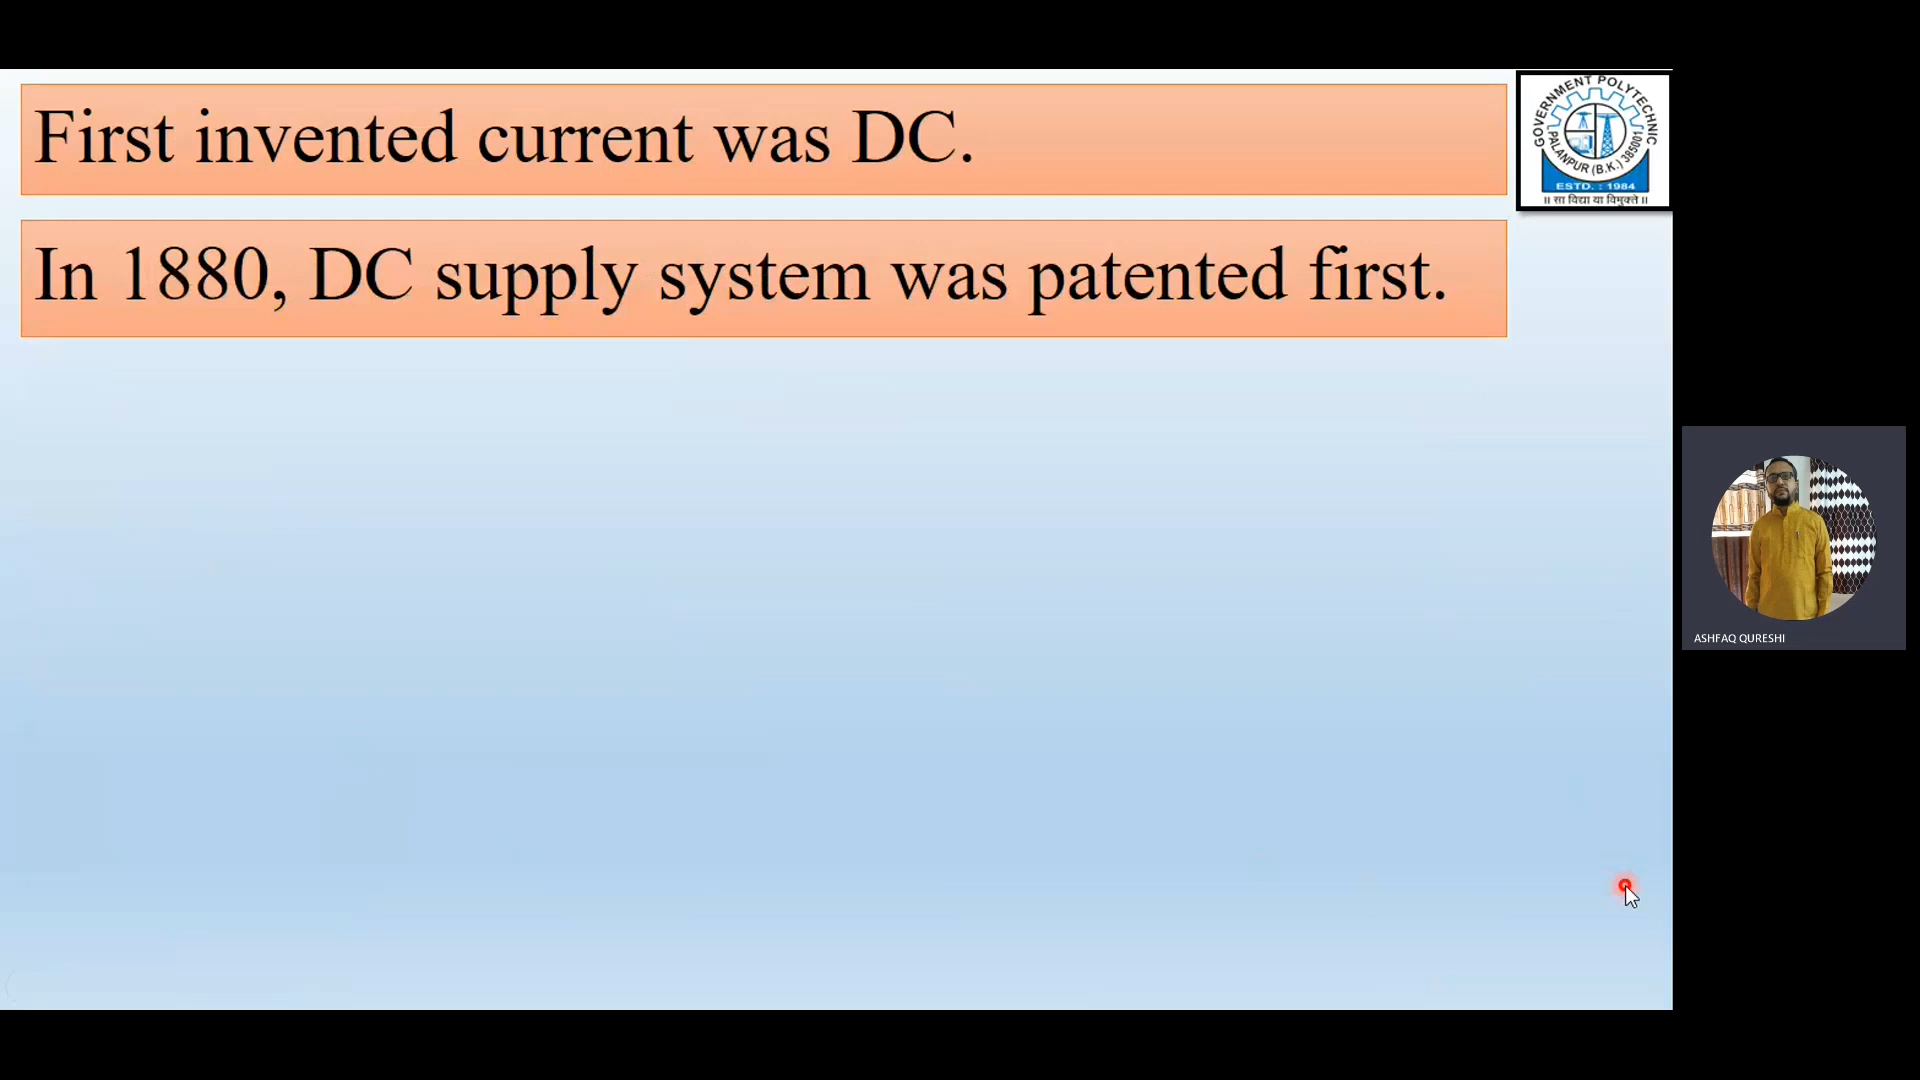 First invented current was DC.
In 1880, DC supply system was patented first.
GOVERNMENT POLYTECHNIC
PALANPUR (B.K.) 385001
ESTD. : 1984
॥ सा विद्या या विमुक्ते ॥
ASHFAQ QURESHI